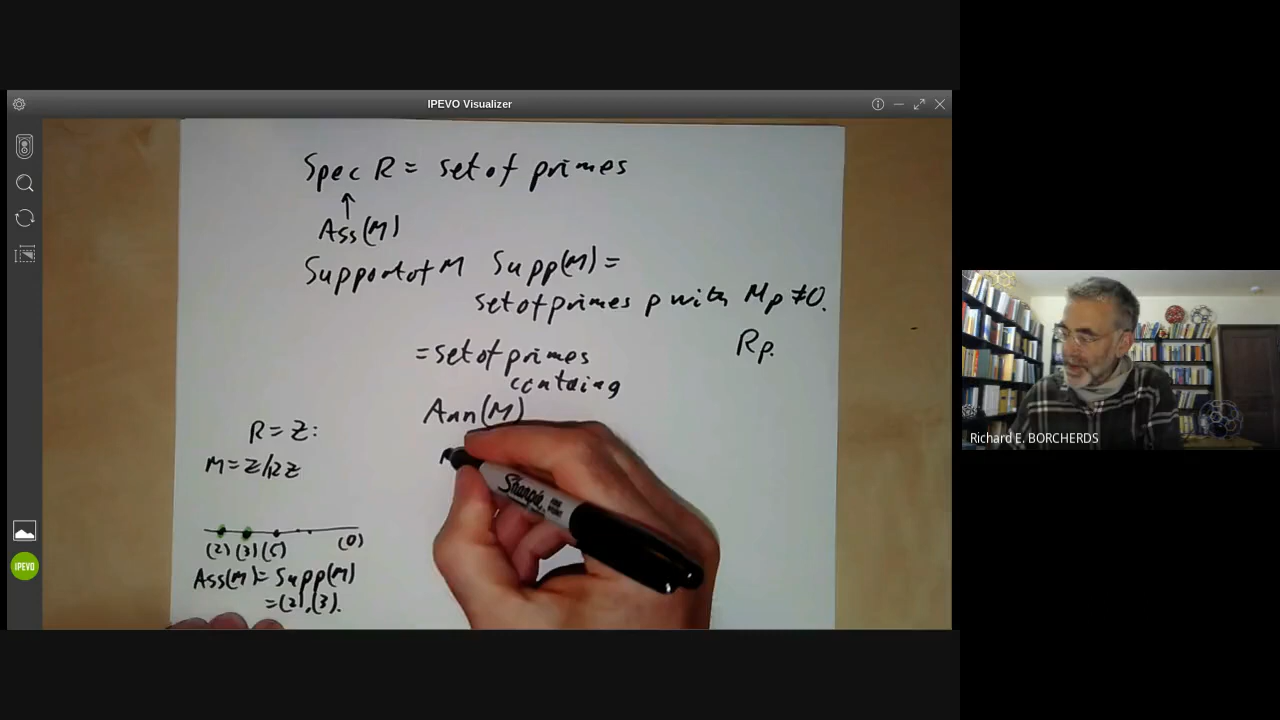 IPEVO Visualizer
Spec R = set of primes
↑
Ass(M)
Support of M Supp(M) =
set of primes p with Mp ≠ 0.
= set of primes
Rp.
containg
Ann(M)
R = Z:
M = Z/12Z
(2) (3) (5) (0)
Ass(M) = Supp(M)
= (2), (3).
Sharpie
IPEVO
Richard E. BORCHERDS